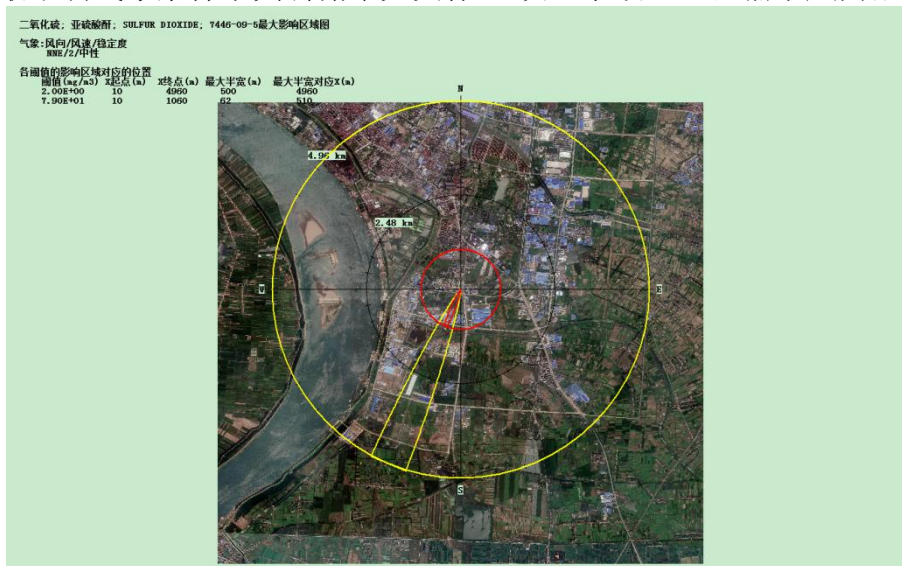 二氧化硫; 亚硫酸酐; SULFUR DIOXIDE; 7446-09-5最大影响区域图
气象:风向/风速/稳定度
NNE/2/中性
各阈值的影响区域对应的位置
阈值(mg/m3) X起点(m) X终点(m) 最大半宽(m) 最大半宽对应X(m)
2.00E+00 10 4960 500 4960
7.90E+01 10 1060 62 510
N
4.96 km
2.48 km
W
E
S